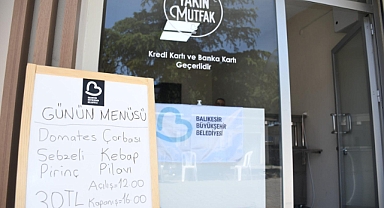 YAKIN
MUTFAK
Kredi Kartı ve Banka Kartı
Geçerlidir
BALIKESİR
BÜYÜKŞEHİR
BELEDİYESİ
GÜNÜN MENÜSÜ
Domates Çorbası
Sebzeli Kebap
Pirinç Pilavı
Açılış=12.00
30TL Kapanış=16.00